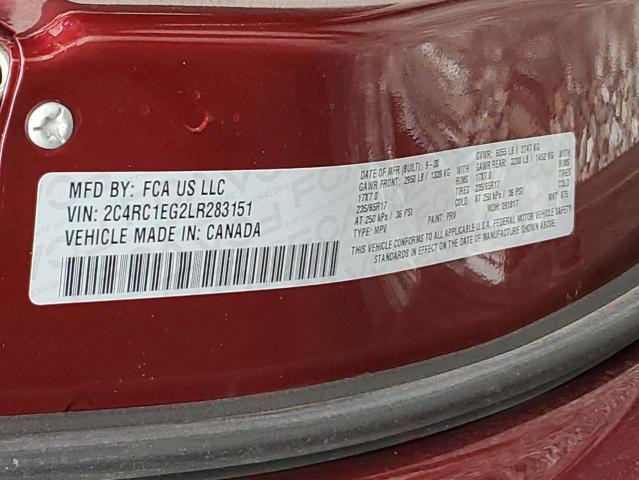 MFD BY: FCA US LLC
VIN: 2C4RC1EG2LR283151
VEHICLE MADE IN: CANADA
DATE OF MFR (BUILT): 9-20
GAWR FRONT: 2950 LB / 1339 KG WITH
17X7.0 RIMS
235/65R17 TIRES
AT 250 kPa / 36 PSI COLD
TYPE: MPV
GVWR: 6055 LB / 2747 KG
GAWR REAR: 3200 LB / 1452 KG WITH
17X7.0 RIMS
235/65R17 TIRES
AT 250 kPa / 36 PSI COLD
MDH: 091817 MNT 875
PAINT:
THIS VEHICLE CONFORMS TO ALL APPLICABLE U.S.A. FEDERAL MOTOR VEHICLE SAFETY
STANDARDS IN EFFECT ON THE DATE OF MANUFACTURE SHOWN ABOVE